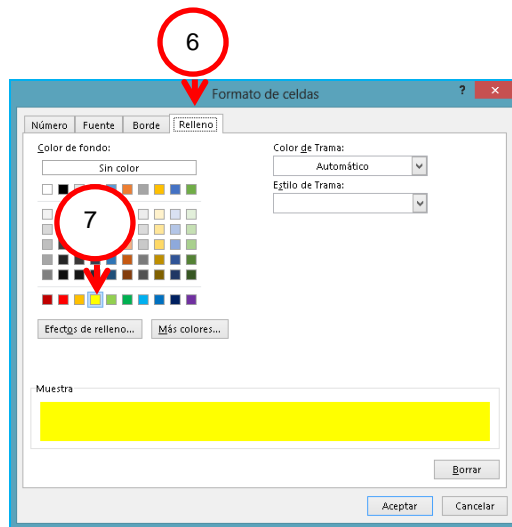 6
Formato de celdas
?
Número Fuente Borde Relleno
Color de fondo:
Sin color
Color de Trama:
Automático
Estilo de Trama:
7
Efectos de relleno... Más colores...
Muestra
Borrar
Aceptar Cancelar